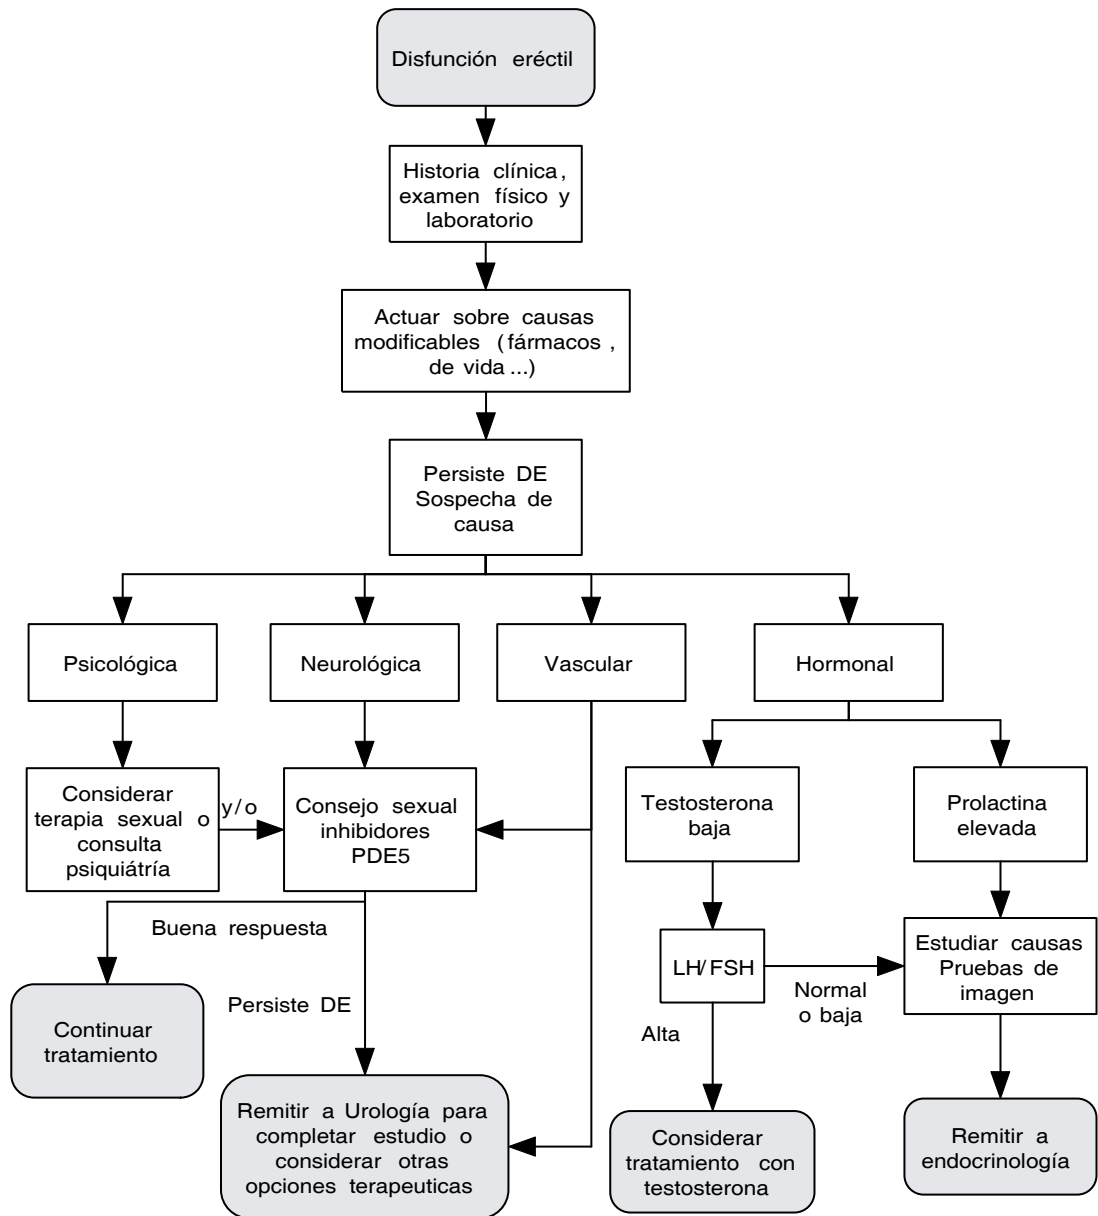 Disfunción eréctil
Historia clínica,
examen físico y
laboratorio
Actuar sobre causas
modificables (fármacos ,
de vida ...)
Persiste DE
Sospecha de
causa
Psicológica
Neurológica
Vascular
Hormonal
Considerar
terapia sexual o
consulta
psiquiátría
y/o
Consejo sexual
inhibidores
PDE5
Testosterona
baja
Prolactina
elevada
Buena respuesta
Persiste DE
LH/FSH
Normal
o baja
Alta
Estudiar causas
Pruebas de
imagen
Continuar
tratamiento
Remitir a Urología para
completar estudio o
considerar otras
opciones terapeuticas
Considerar
tratamiento con
testosterona
Remitir a
endocrinología